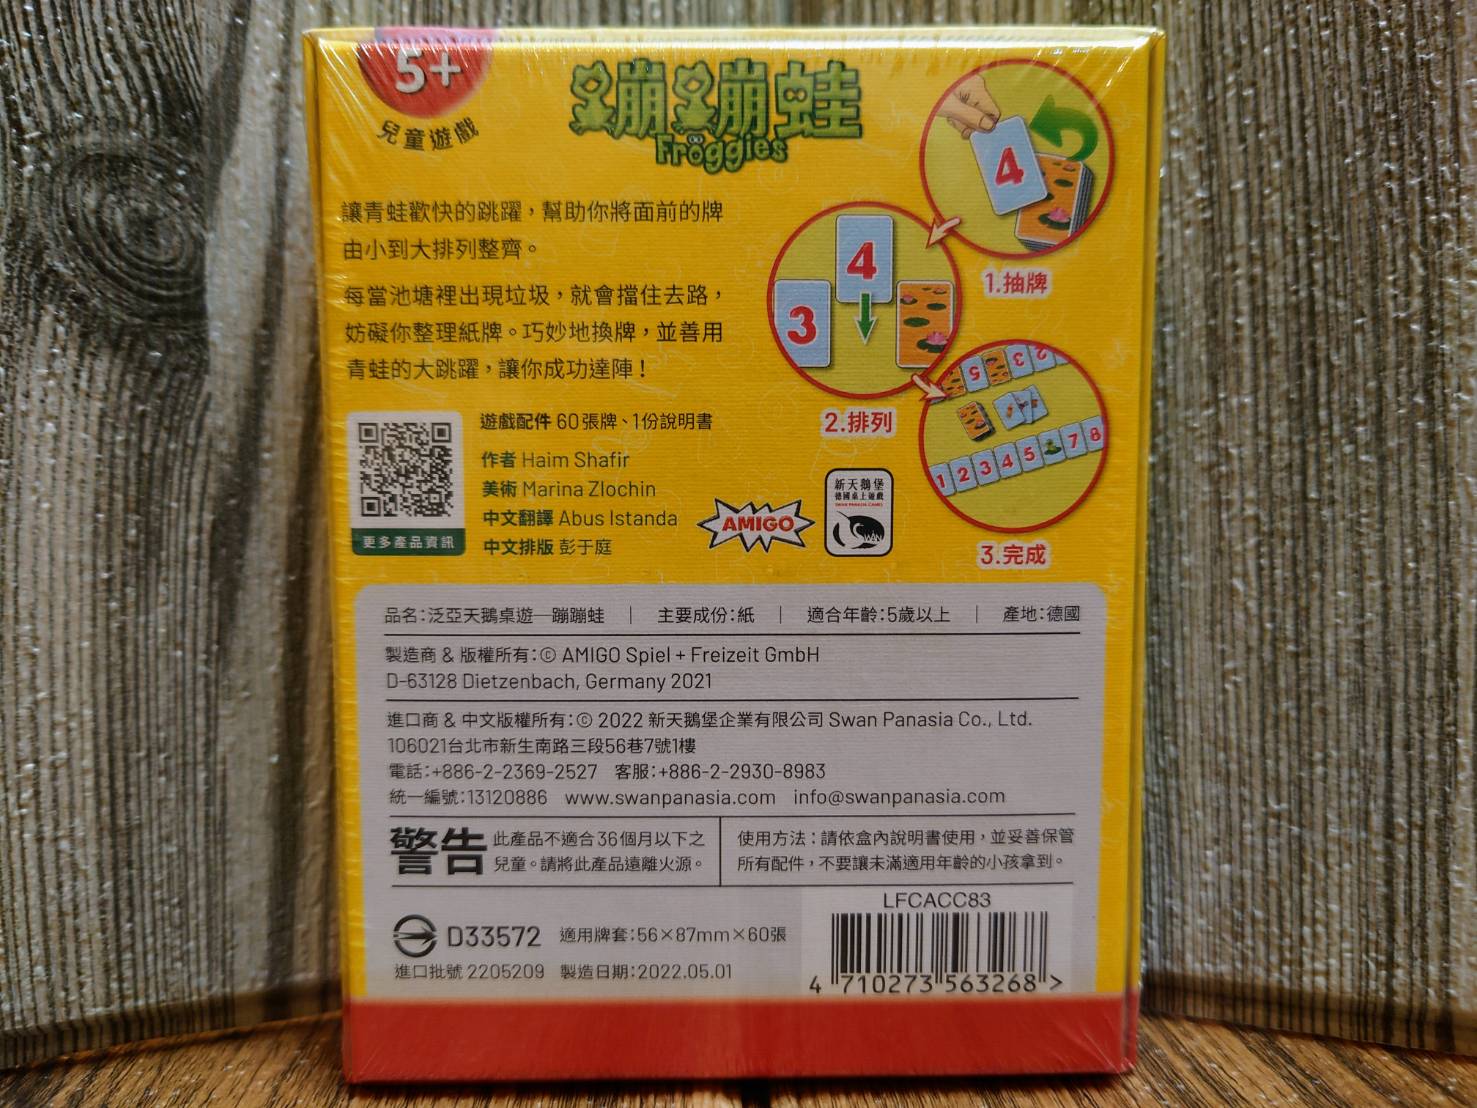 5+
兒童遊戲
蹦蹦蛙
Froggies
讓青蛙歡快的跳躍，幫助你將面前的牌
由小到大排列整齊。
每當池塘裡出現垃圾，就會擋住去路，
妨礙你整理紙牌。巧妙地換牌，並善用
青蛙的大跳躍，讓你成功達陣！
4
1.抽牌
4
3
2.排列
5 3 2
1 2 3 4 5 7 8
3.完成
更多產品資訊
遊戲配件 60張牌、1份說明書
作者 Haim Shafir
美術 Marina Zlochin
中文翻譯 Abus Istanda
中文排版 彭于庭
AMIGO
新天鵝堡
德國桌上遊戲
SWAN PANASIA GAMES
SWAN
品名：泛亞天鵝桌遊─蹦蹦蛙 ｜ 主要成份：紙 ｜ 適合年齡：5歲以上 ｜ 產地：德國
製造商 & 版權所有：© AMIGO Spiel + Freizeit GmbH
D-63128 Dietzenbach, Germany 2021
進口商 & 中文版權所有：© 2022 新天鵝堡企業有限公司 Swan Panasia Co., Ltd.
106021台北市新生南路三段56巷7號1樓
電話：+886-2-2369-2527 客服：+886-2-2930-8983
統一編號：13120886 www.swanpanasia.com info@swanpanasia.com
警告 此產品不適合36個月以下之
兒童。請將此產品遠離火源。
使用方法：請依盒內說明書使用，並妥善保管
所有配件，不要讓未滿適用年齡的小孩拿到。
D33572 適用牌套：56×87mm×60張
進口批號 2205209 製造日期：2022.05.01
LFCACC83
4 710273 563268 >